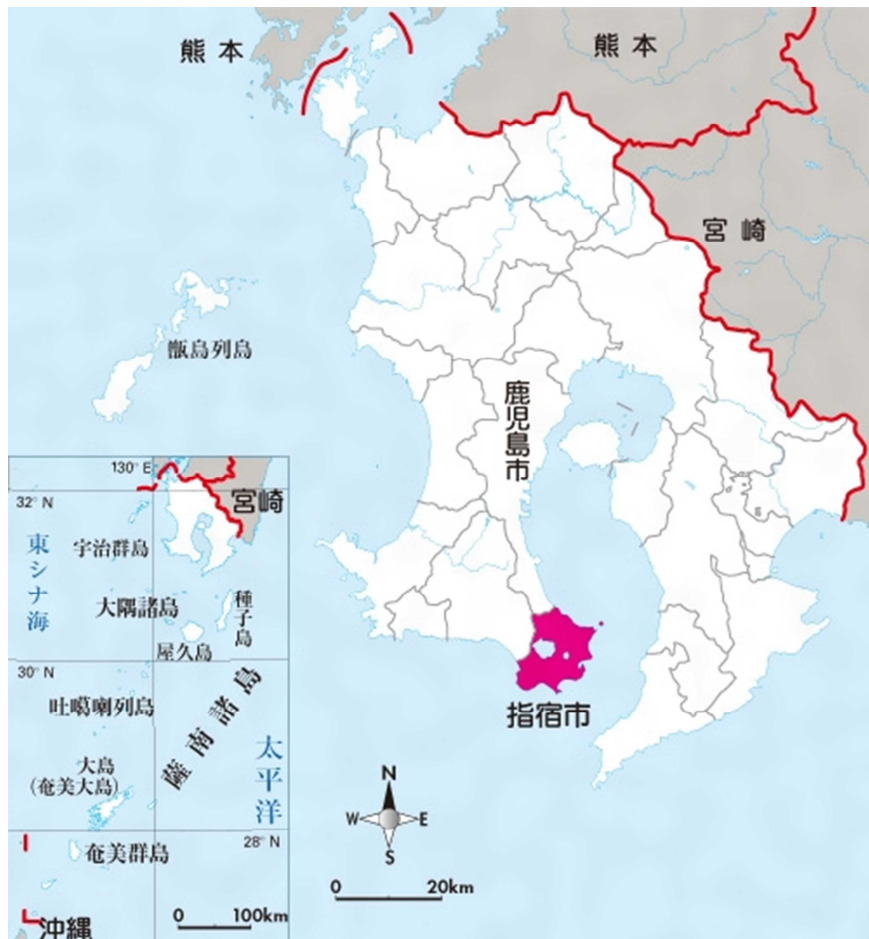 熊本
熊本
宮崎
甑島列島
鹿児島市
指宿市
N
W
E
S
0
20km
130° E
32° N
宮崎
東シナ海
宇治群島
大隅諸島
種子島
屋久島
30° N
吐噶喇列島
薩南諸島
大島
(奄美大島)
太平洋
28° N
奄美群島
0
100km
沖縄